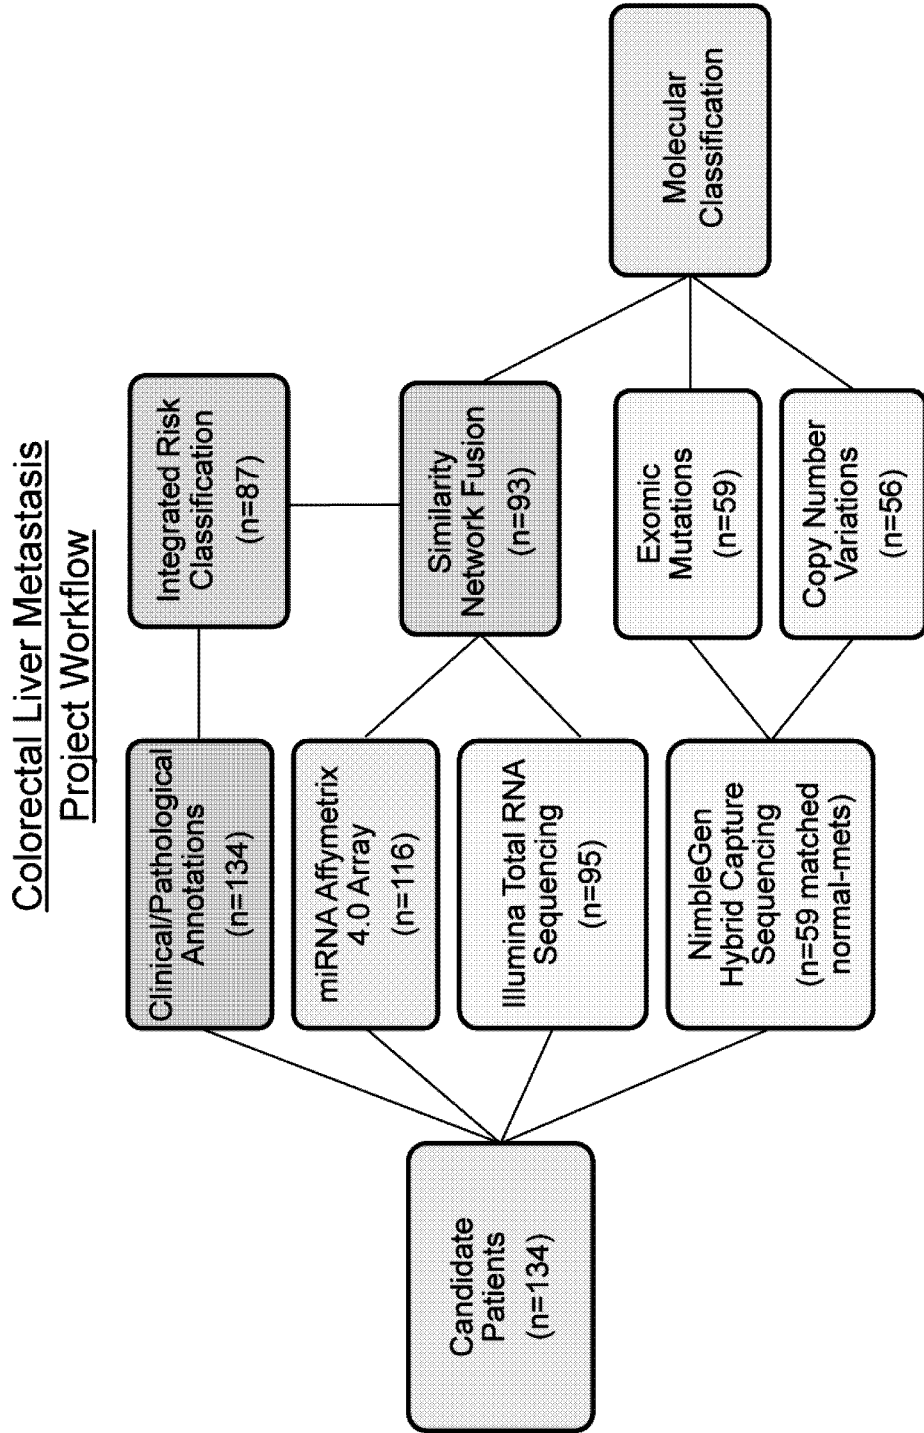 Colorectal Liver Metastasis
Project Workflow
Candidate
Patients
(n=134)
Clinical/Pathological
Annotations
(n=134)
miRNA Affymetrix
4.0 Array
(n=116)
Illumina Total RNA
Sequencing
(n=95)
NimbleGen
Hybrid Capture
Sequencing
(n=59 matched
normal-mets)
Integrated Risk
Classification
(n=87)
Similarity
Network Fusion
(n=93)
Exomic
Mutations
(n=59)
Copy Number
Variations
(n=56)
Molecular
Classification